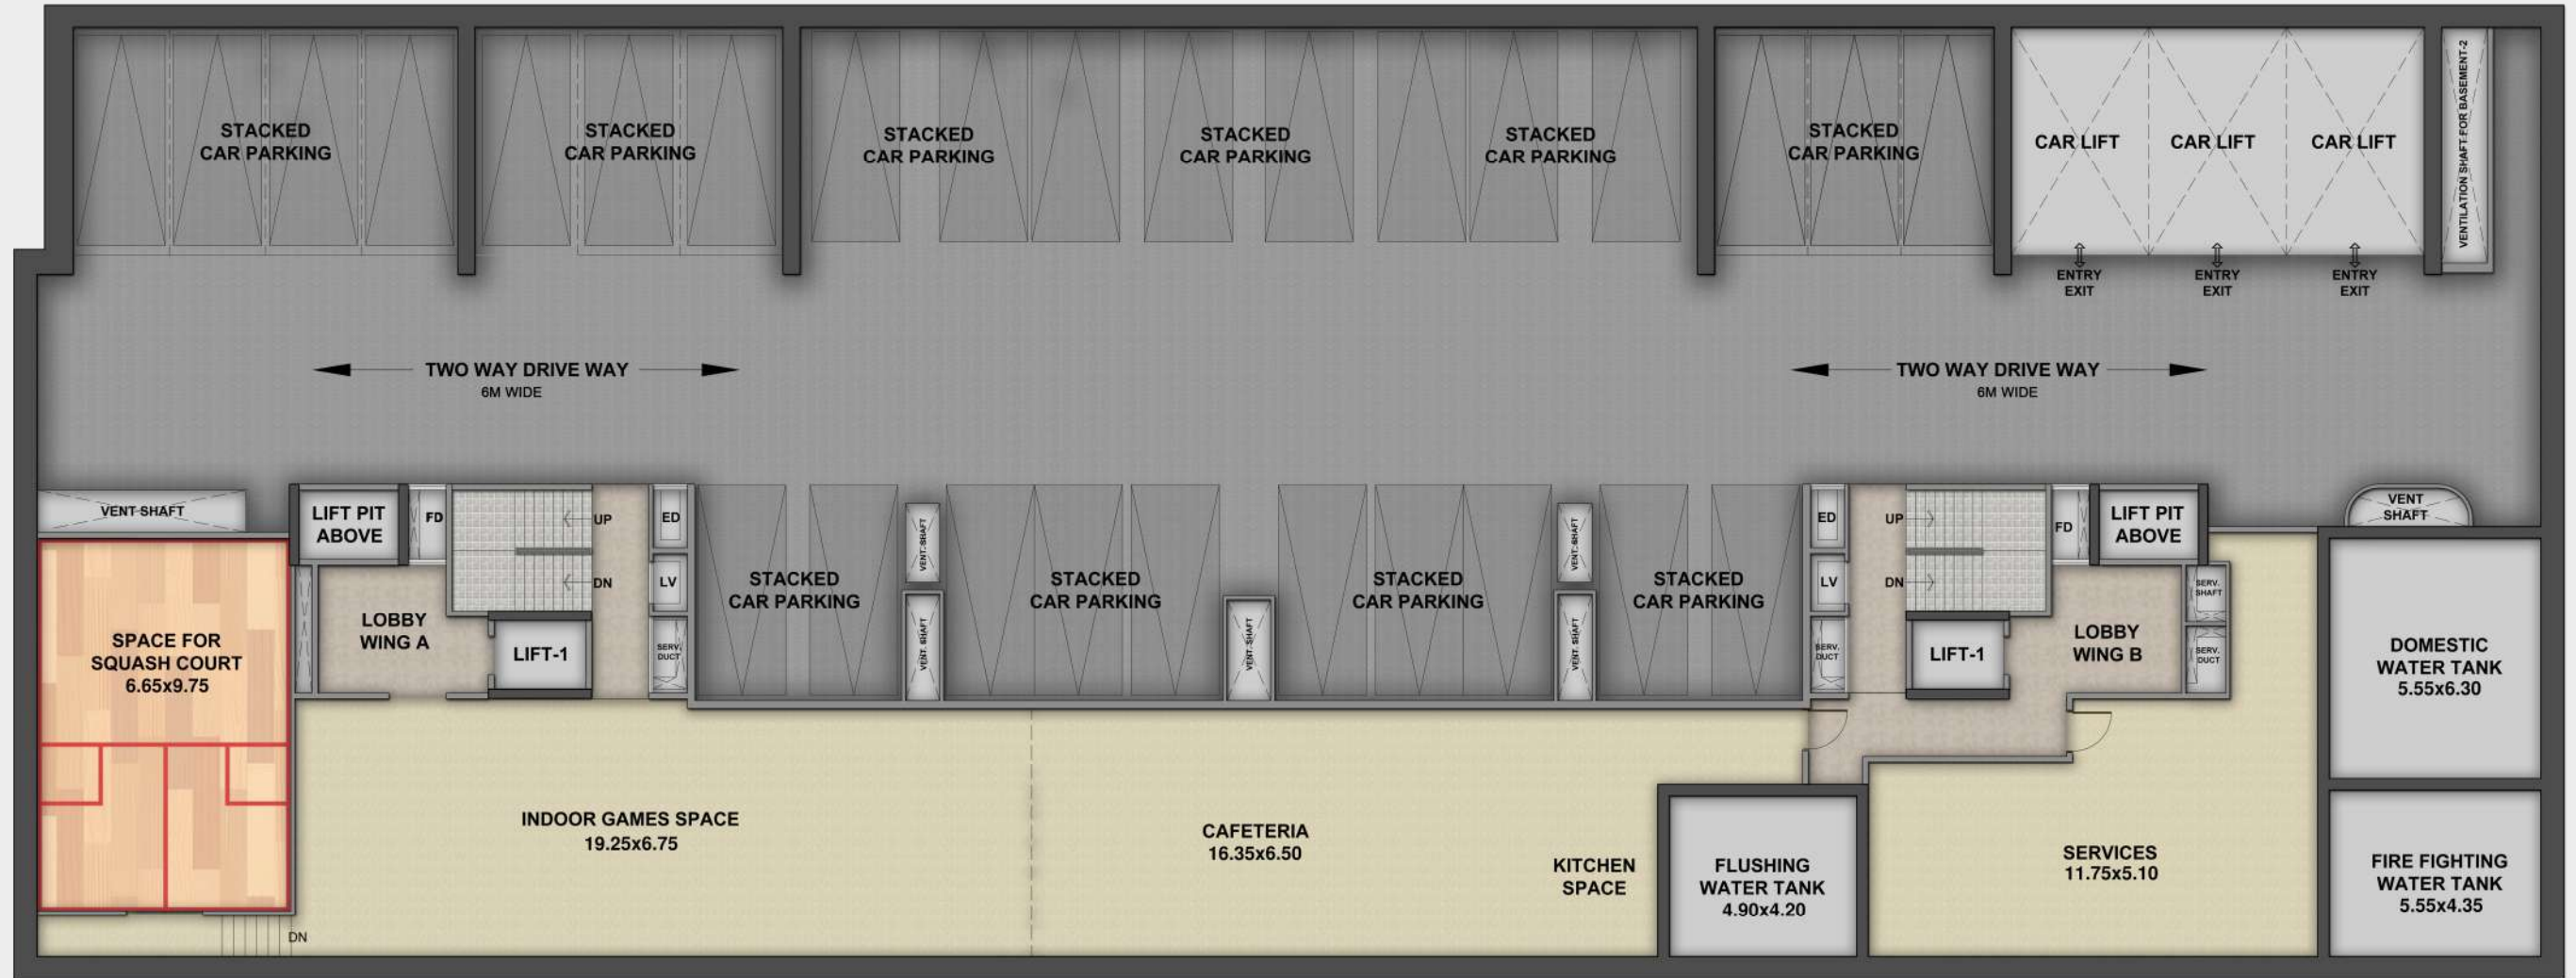 STACKED
CAR PARKING
STACKED
CAR PARKING
STACKED
CAR PARKING
STACKED
CAR PARKING
STACKED
CAR PARKING
STACKED
CAR PARKING
CAR LIFT
CAR LIFT
CAR LIFT
VENTILATION SHAFT FOR BASEMENT-2
ENTRY
EXIT
ENTRY
EXIT
ENTRY
EXIT
TWO WAY DRIVE WAY
6M WIDE
TWO WAY DRIVE WAY
6M WIDE
VENT SHAFT
LIFT PIT
ABOVE
FD
UP
DN
ED
LV
SERV.
DUCT
LOBBY
WING A
LIFT-1
STACKED
CAR PARKING
VENT. SHAFT
VENT. SHAFT
STACKED
CAR PARKING
VENT. SHAFT
STACKED
CAR PARKING
VENT. SHAFT
VENT. SHAFT
STACKED
CAR PARKING
ED
LV
SERV.
DUCT
UP
DN
FD
LIFT PIT
ABOVE
LIFT-1
LOBBY
WING B
SERV.
SHAFT
SERV.
DUCT
VENT
SHAFT
SPACE FOR
SQUASH COURT
6.65x9.75
DN
INDOOR GAMES SPACE
19.25x6.75
CAFETERIA
16.35x6.50
KITCHEN
SPACE
FLUSHING
WATER TANK
4.90x4.20
SERVICES
11.75x5.10
DOMESTIC
WATER TANK
5.55x6.30
FIRE FIGHTING
WATER TANK
5.55x4.35